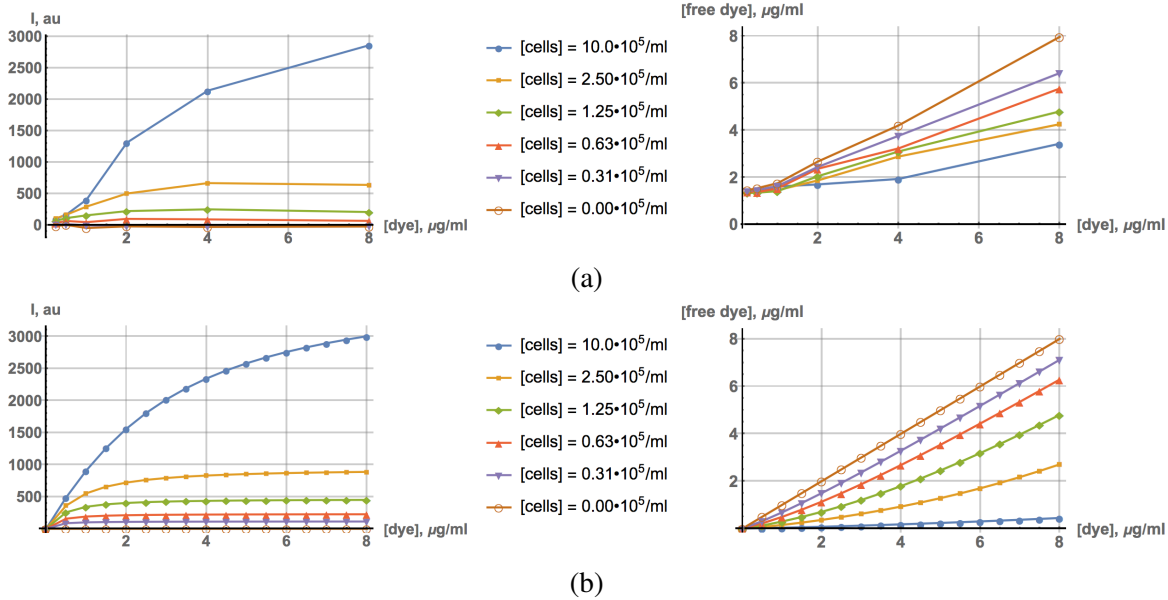 I, au
3000
2500
2000
1500
1000
500
0
2 4 6 8
[dye], μg/ml
[cells] = 10.0•10⁵/ml
[cells] = 2.50•10⁵/ml
[cells] = 1.25•10⁵/ml
[cells] = 0.63•10⁵/ml
[cells] = 0.31•10⁵/ml
[cells] = 0.00•10⁵/ml
[free dye], μg/ml
8
6
4
2
0
2 4 6 8
[dye], μg/ml
(a)
I, au
3000
2500
2000
1500
1000
500
2 4 6 8
[dye], μg/ml
[cells] = 10.0•10⁵/ml
[cells] = 2.50•10⁵/ml
[cells] = 1.25•10⁵/ml
[cells] = 0.63•10⁵/ml
[cells] = 0.31•10⁵/ml
[cells] = 0.00•10⁵/ml
[free dye], μg/ml
8
6
4
2
2 4 6 8
[dye], μg/ml
(b)